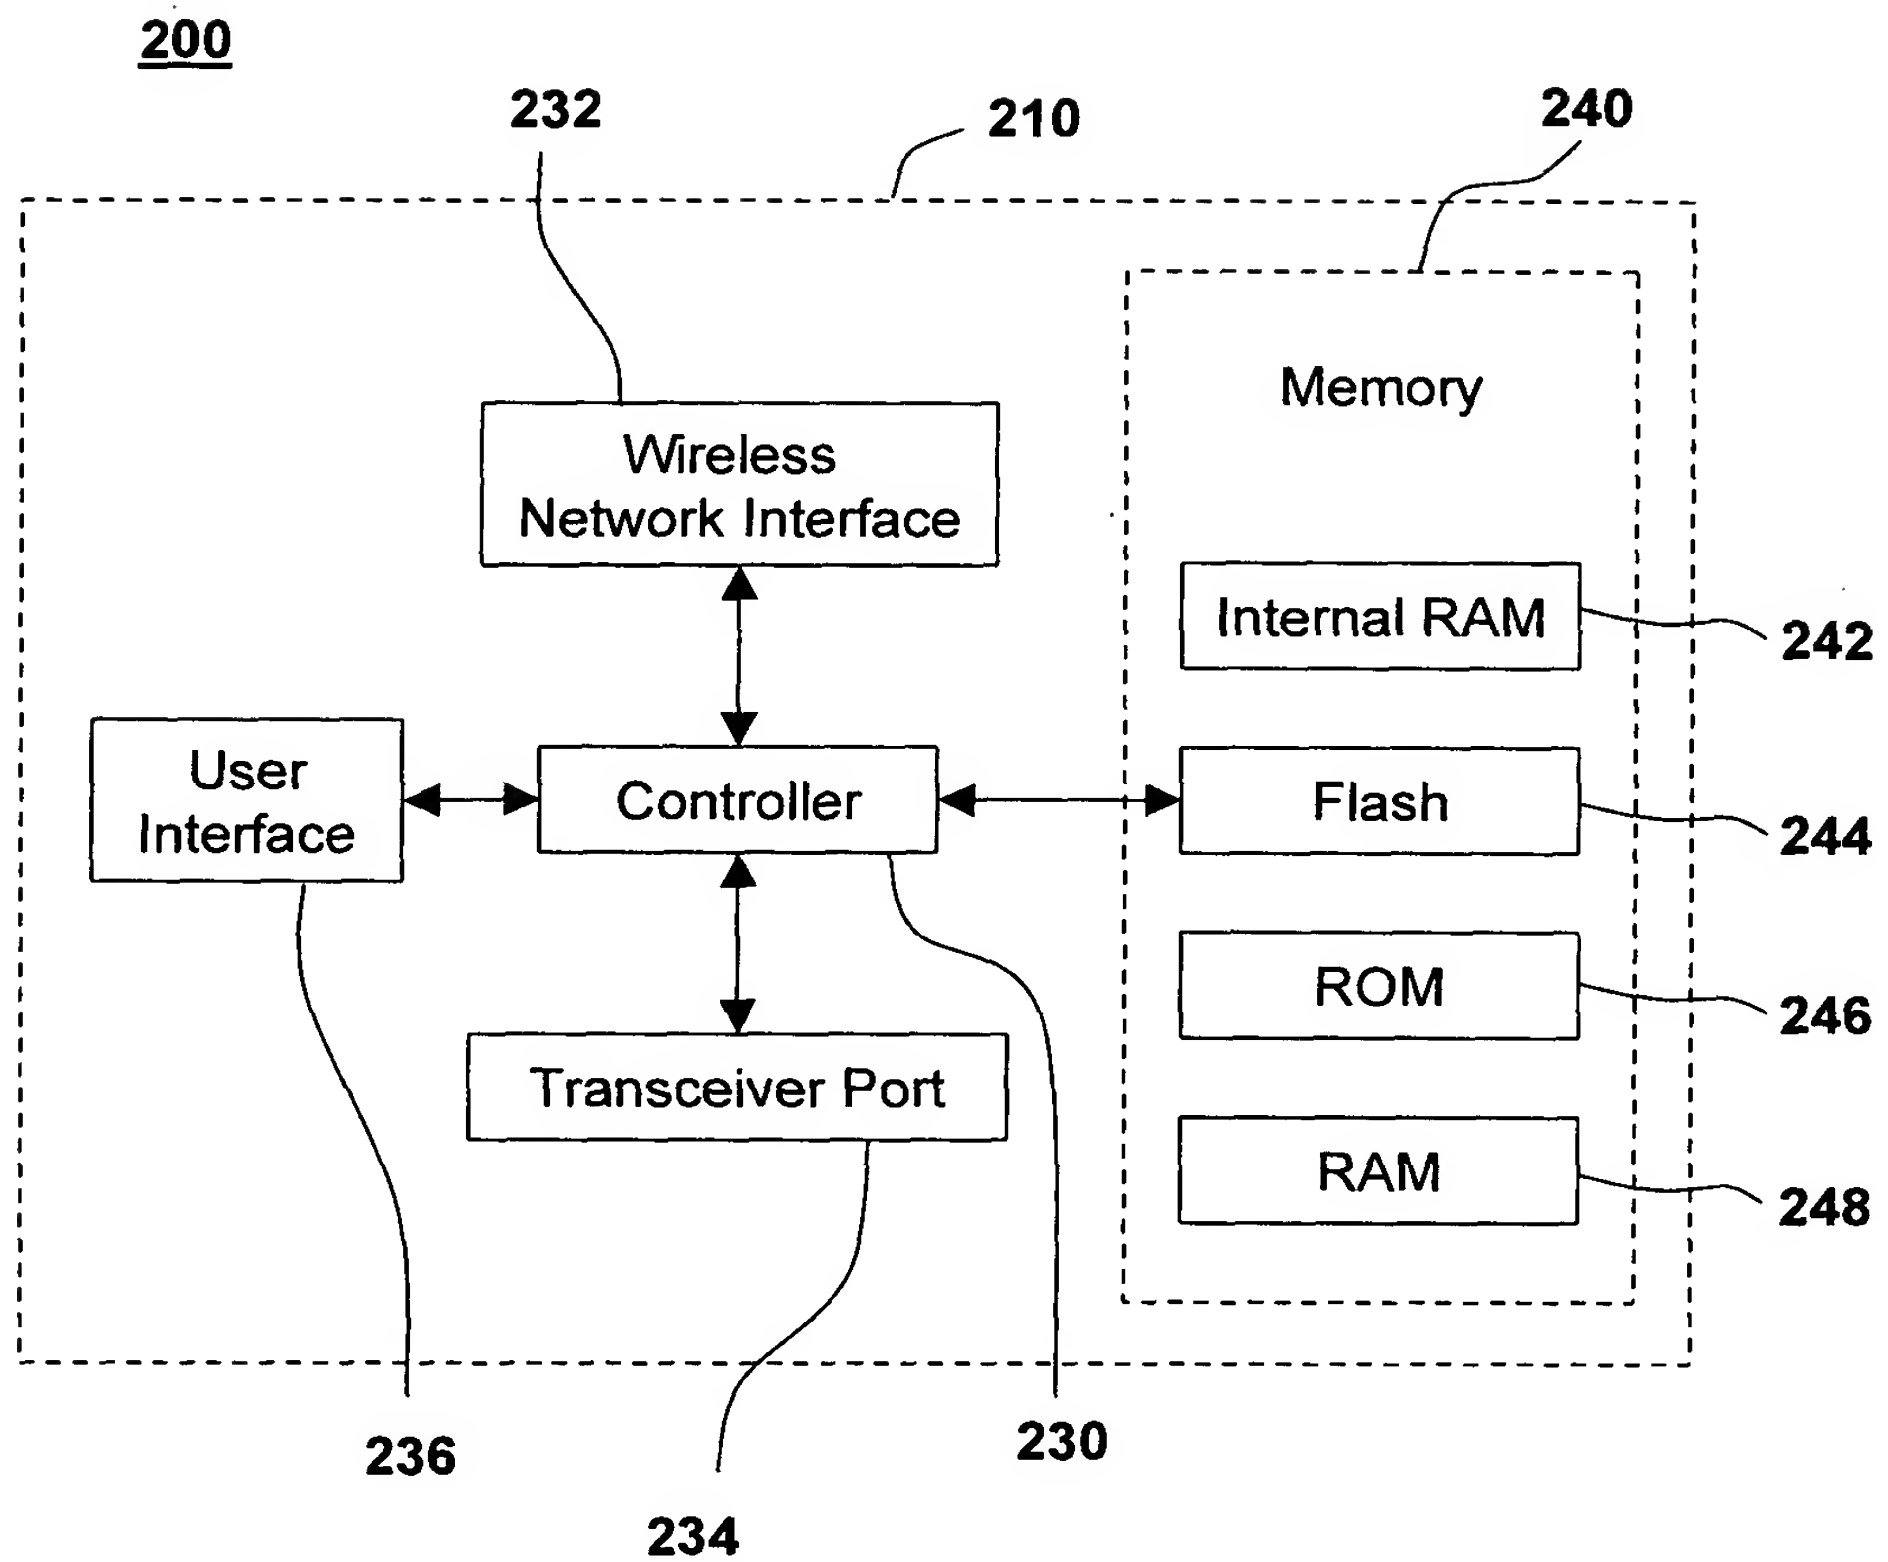 200
232
210
240
Memory
Wireless
Network Interface
Internal RAM
242
User
Interface
Controller
Flash
244
ROM
246
Transceiver Port
RAM
248
236
230
234